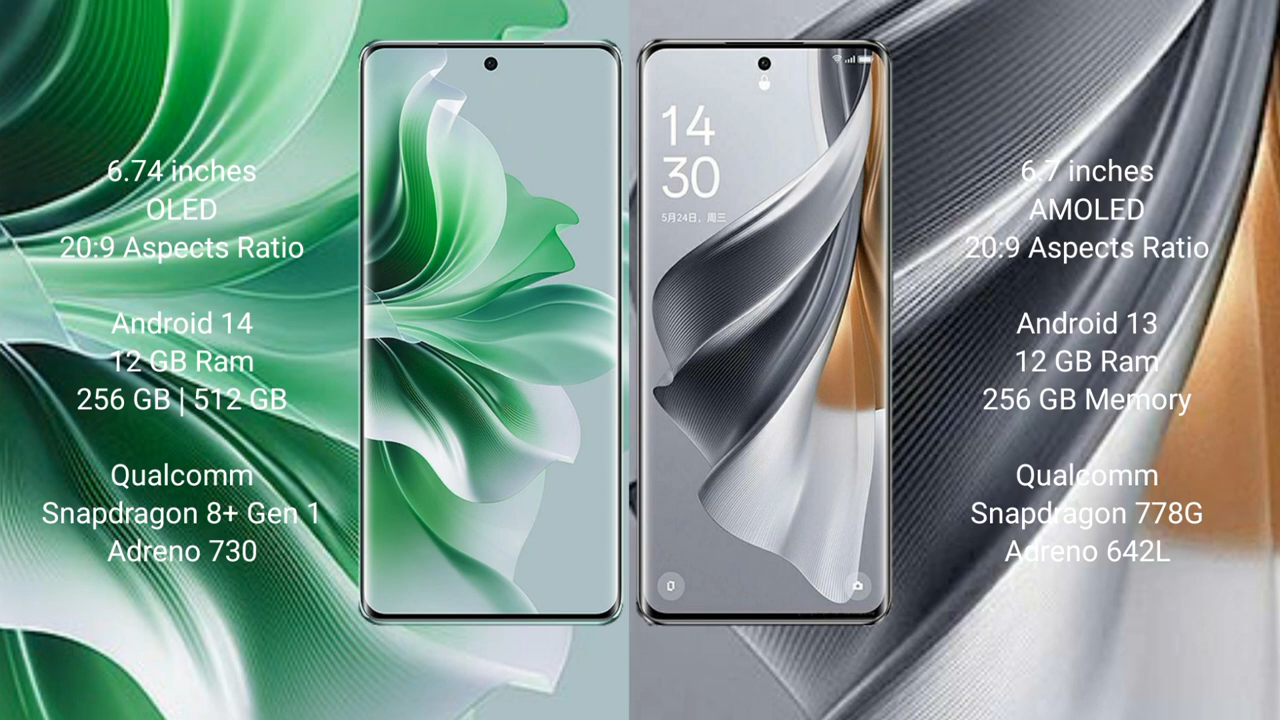 6.74 inches
OLED
20:9 Aspects Ratio
Android 14
12 GB Ram
256 GB | 512 GB
Qualcomm
Snapdragon 8+ Gen 1
Adreno 730
14
30
5月24日，周三
6.7 inches
AMOLED
20:9 Aspects Ratio
Android 13
12 GB Ram
256 GB Memory
Qualcomm
Snapdragon 778G
Adreno 642L